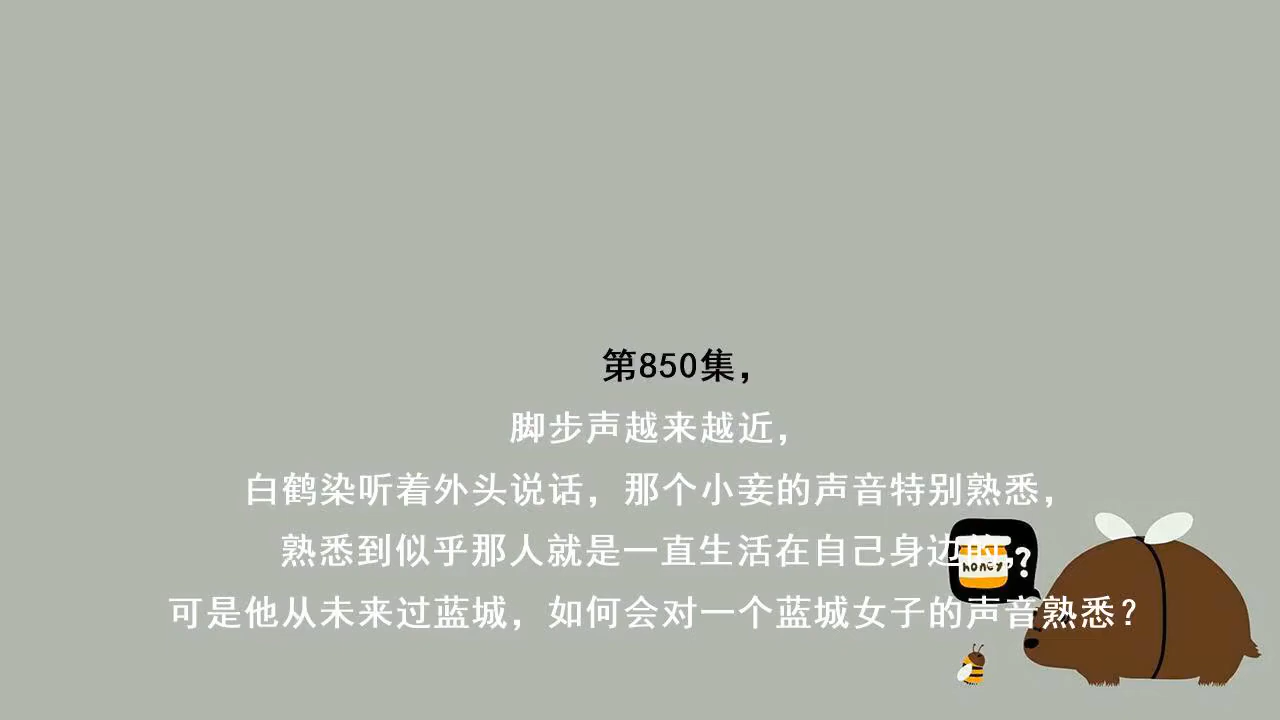 第850集，
脚步声越来越近，
白鹤染听着外头说话，那个小妾的声音特别熟悉，
熟悉到似乎那人就是一直生活在自己身边的，
honey ?
可是他从未来过蓝城，如何会对一个蓝城女子的声音熟悉？